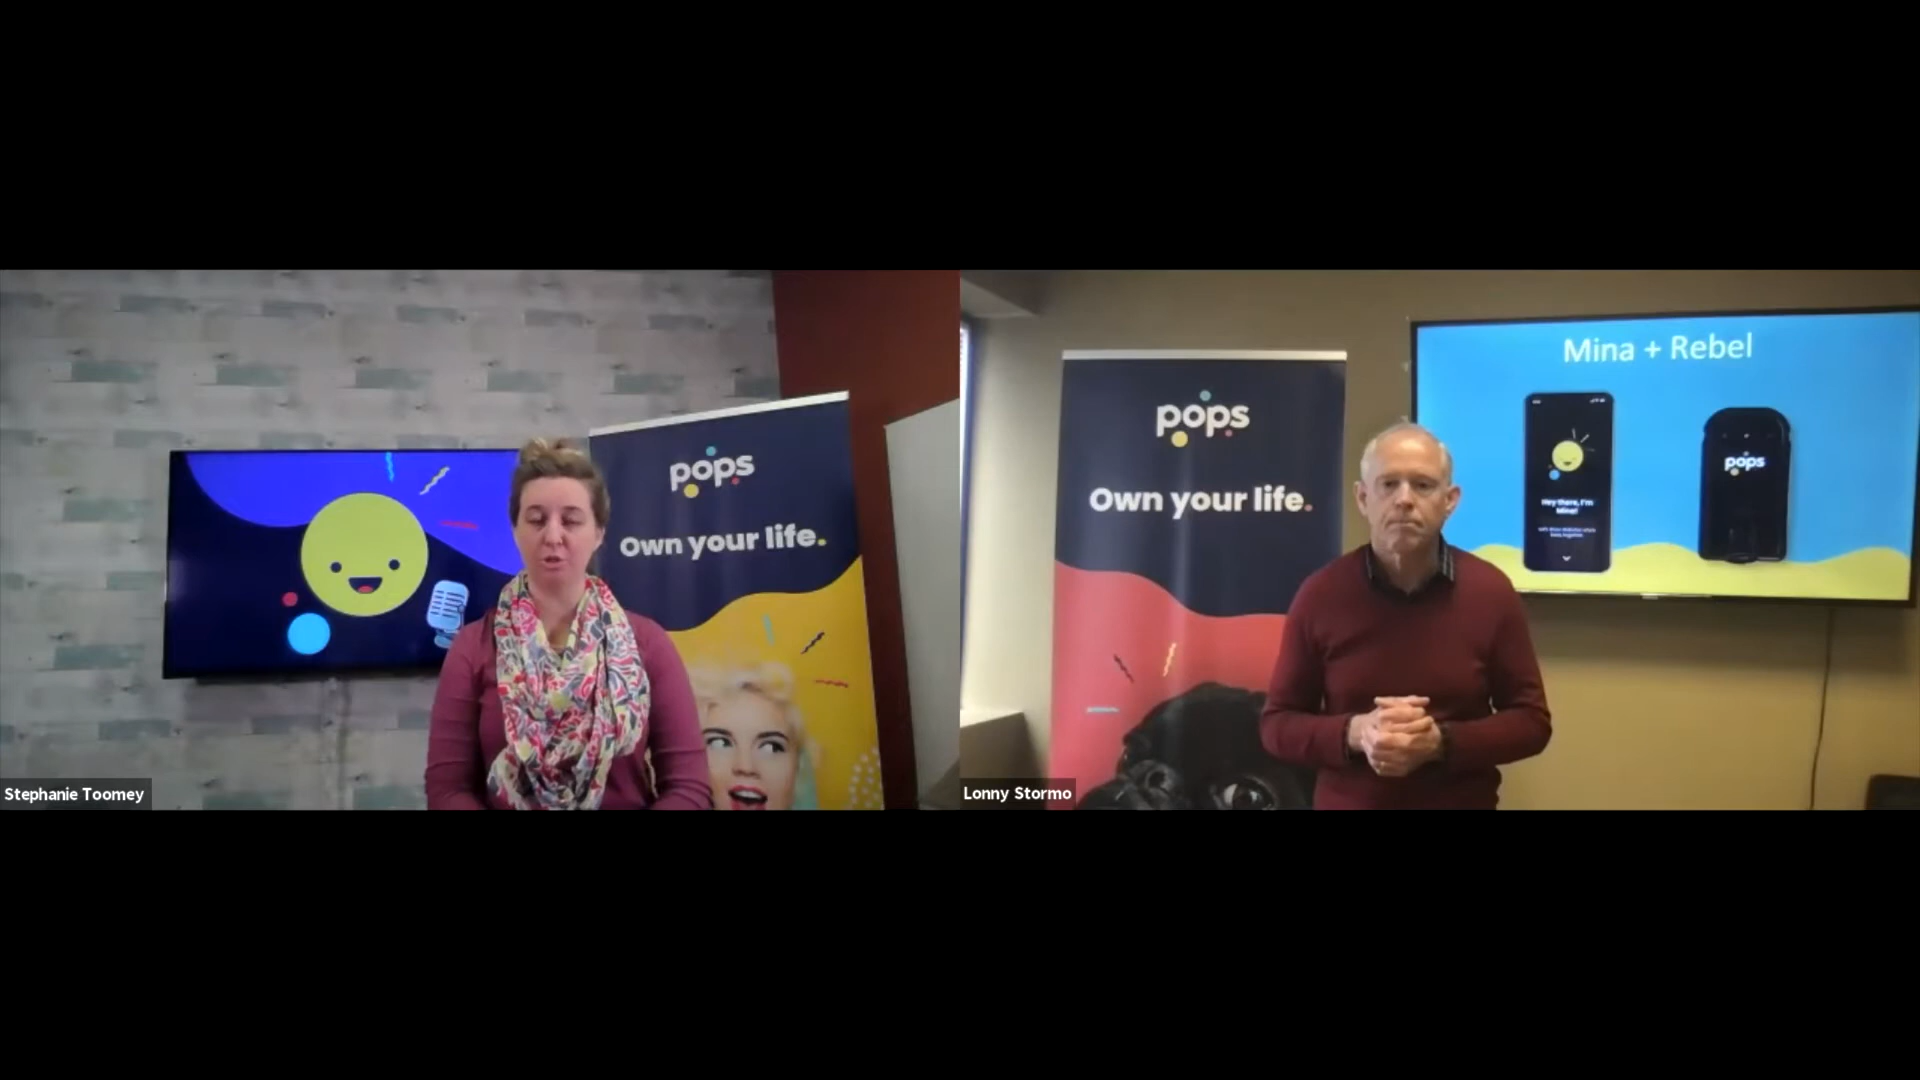 pops
Own your life.
Stephanie Toomey
pops
Own your life.
Lonny Stormo
Mina + Rebel
Hey there, I'm
Mina!
pops